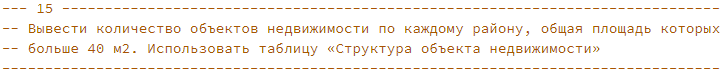 --- 15 ------------------------------------------------------------------------------
-- Вывести количество объектов недвижимости по каждому району, общая площадь которых
-- больше 40 м2. Использовать таблицу «Структура объекта недвижимости»
-------------------------------------------------------------------------------------